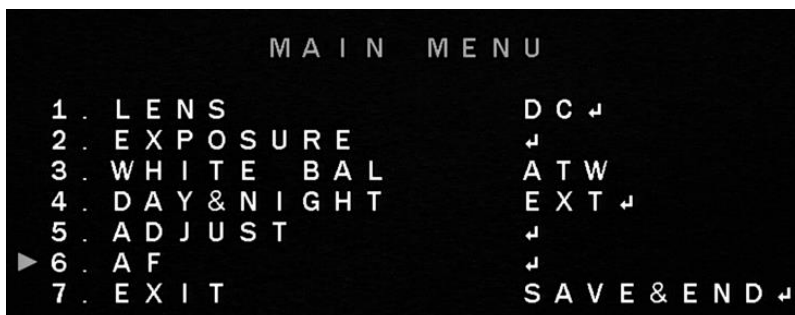 MAIN MENU
1. LENS DC ↵
2. EXPOSURE ↵
3. WHITE BAL ATW
4. DAY&NIGHT EXT ↵
5. ADJUST ↵
▶ 6. AF ↵
7. EXIT SAVE&END ↵